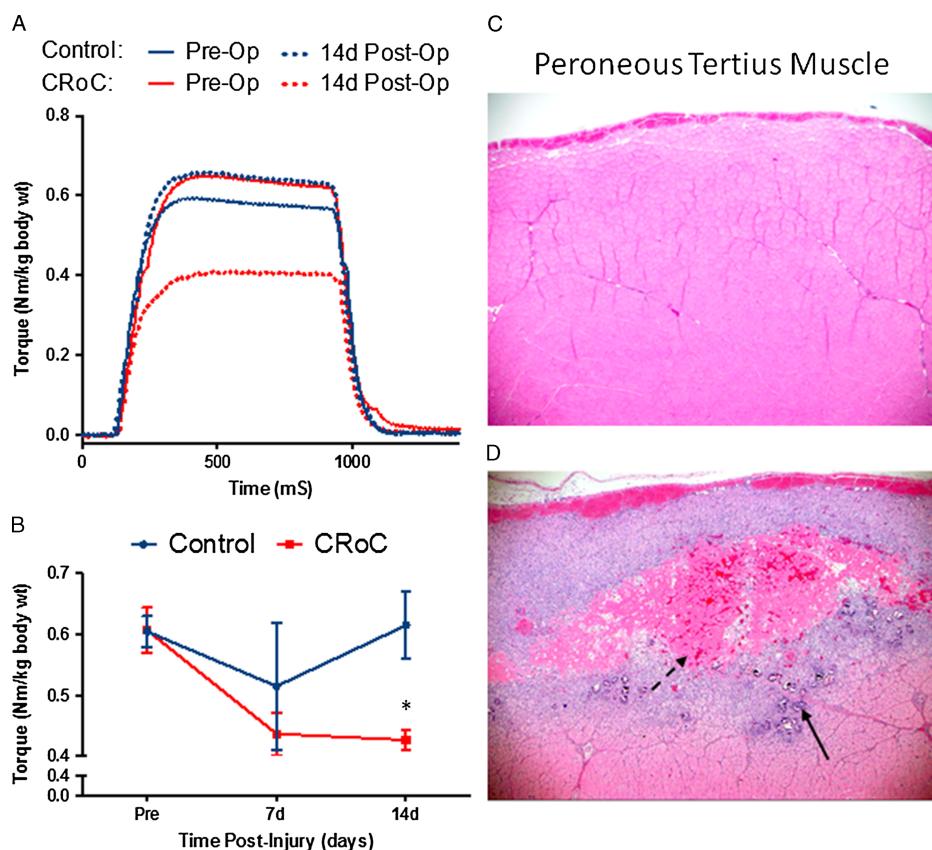 A
Control: Pre-Op 14d Post-Op
CRoC: Pre-Op 14d Post-Op
0.8
0.6
0.4
0.2
0.0
Torque (Nm/kg body wt)
0 500 1000
Time (mS)
B
Control CRoC
0.7
0.6
0.5
0.4
0.4
0.0
Torque (Nm/kg body wt)
*
Pre 7d 14d
Time Post-Injury (days)
C
Peroneous Tertius Muscle
D